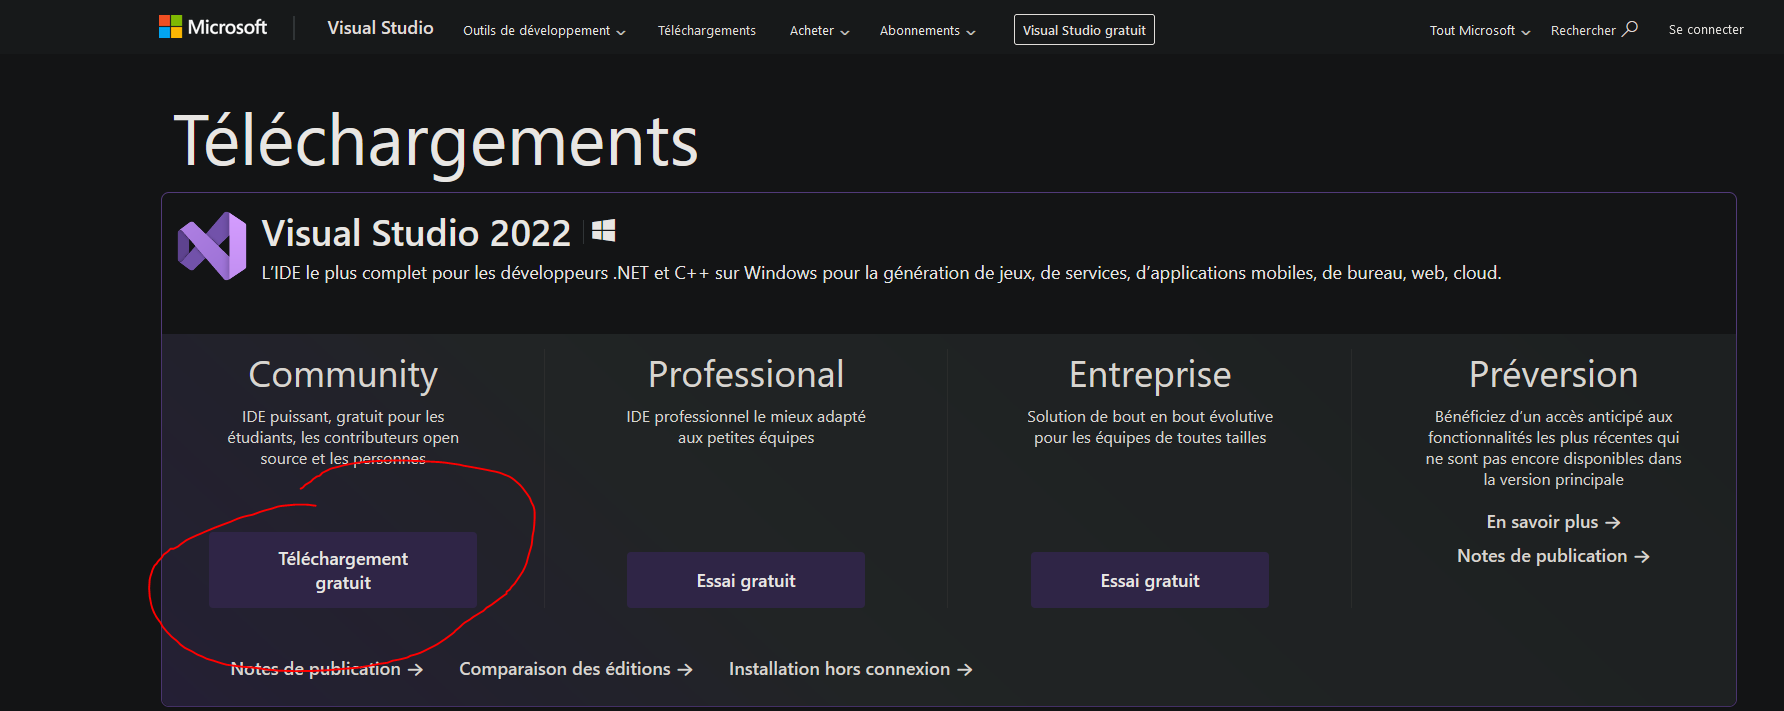 Microsoft Visual Studio Outils de développement Téléchargements Acheter Abonnements Visual Studio gratuit Tout Microsoft Rechercher Se connecter
Téléchargements
Visual Studio 2022
L’IDE le plus complet pour les développeurs .NET et C++ sur Windows pour la génération de jeux, de services, d’applications mobiles, de bureau, web, cloud.
Community
IDE puissant, gratuit pour les
étudiants, les contributeurs open
source et les personnes
Téléchargement
gratuit
Professional
IDE professionnel le mieux adapté
aux petites équipes
Essai gratuit
Entreprise
Solution de bout en bout évolutive
pour les équipes de toutes tailles
Essai gratuit
Préversion
Bénéficiez d’un accès anticipé aux
fonctionnalités les plus récentes qui
ne sont pas encore disponibles dans
la version principale
En savoir plus →
Notes de publication →
Notes de publication → Comparaison des éditions → Installation hors connexion →